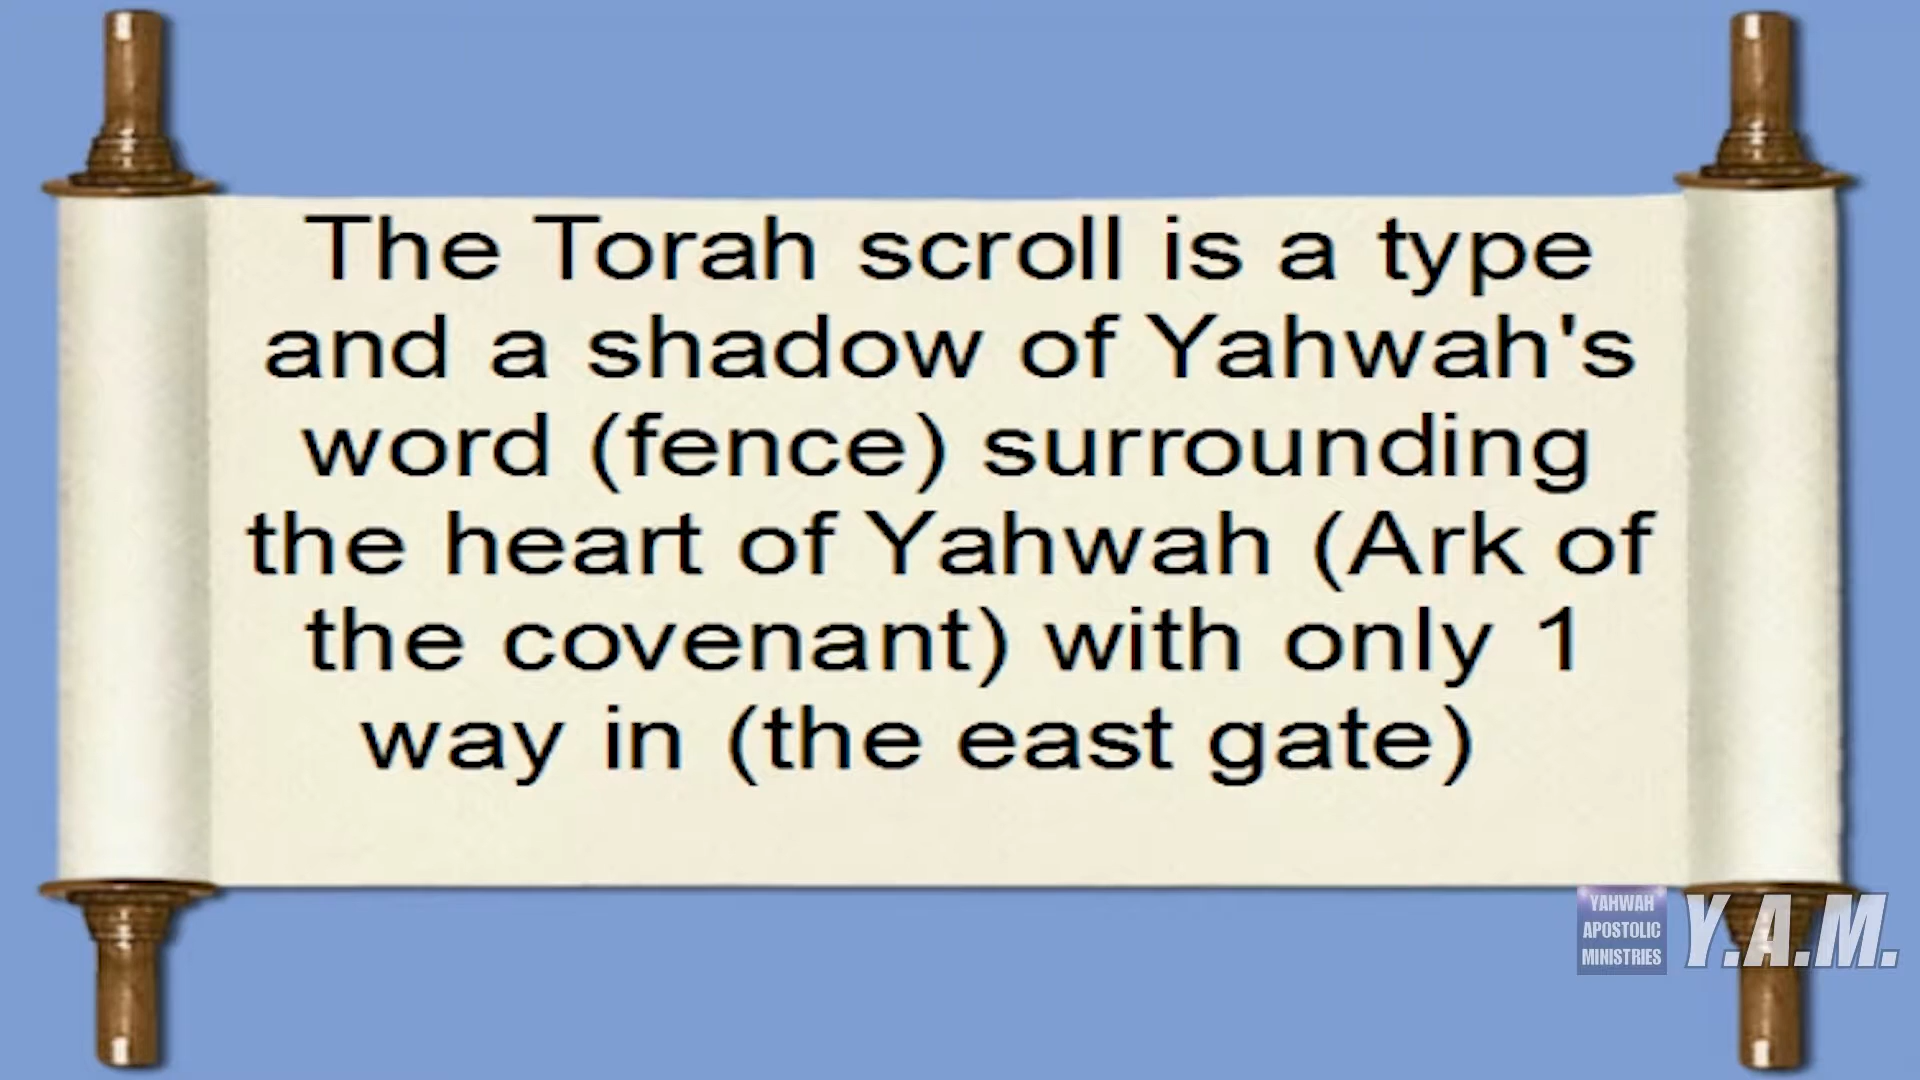 The Torah scroll is a type
and a shadow of Yahwah's
word (fence) surrounding
the heart of Yahwah (Ark of
the covenant) with only 1
way in (the east gate)
YAHWAH
APOSTOLIC
MINISTRIES
Y.A.M.